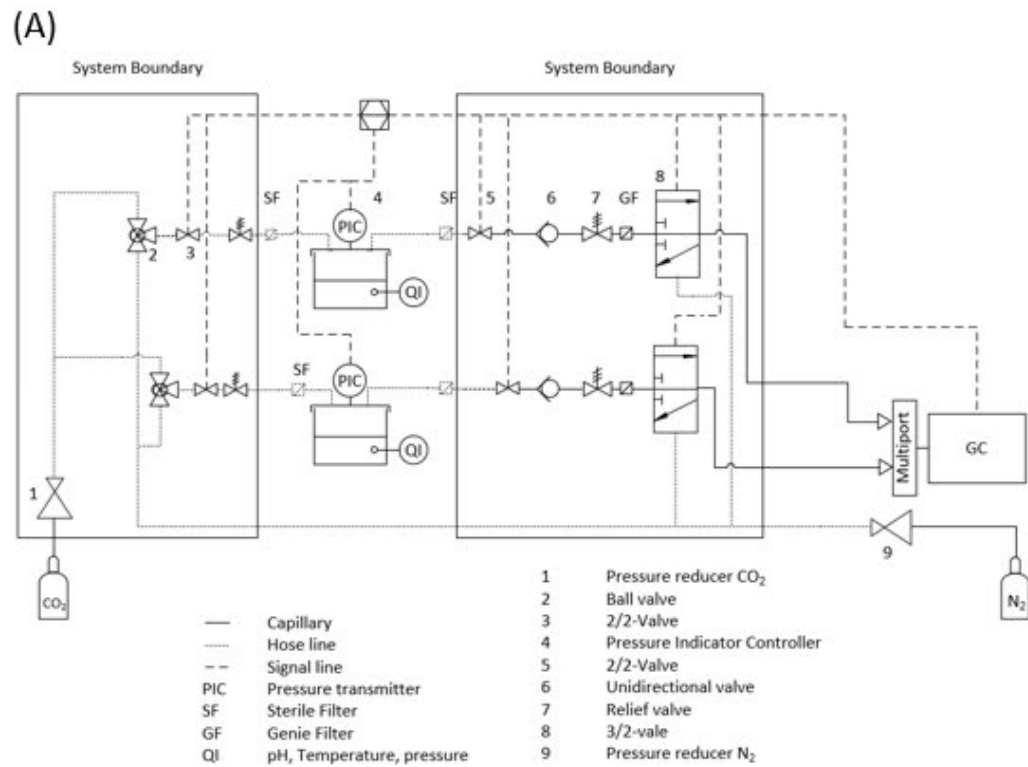 (A)
System Boundary System Boundary
SF 4 SF 5 6 7 GF 8
PIC
2 3
QI
SF
PIC
QI
Multiport GC
1
9
CO₂
N₂
Capillary
Hose line
Signal line
PIC Pressure transmitter
SF Sterile Filter
GF Genie Filter
QI pH, Temperature, pressure
1 Pressure reducer CO₂
2 Ball valve
3 2/2-Valve
4 Pressure Indicator Controller
5 2/2-Valve
6 Unidirectional valve
7 Relief valve
8 3/2-vale
9 Pressure reducer N₂